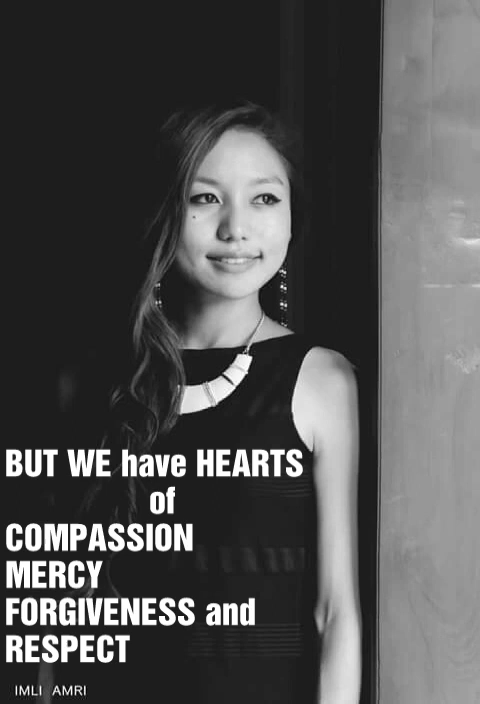 BUT WE have HEARTS
of
COMPASSION
MERCY
FORGIVENESS and
RESPECT
IMLI AMRI